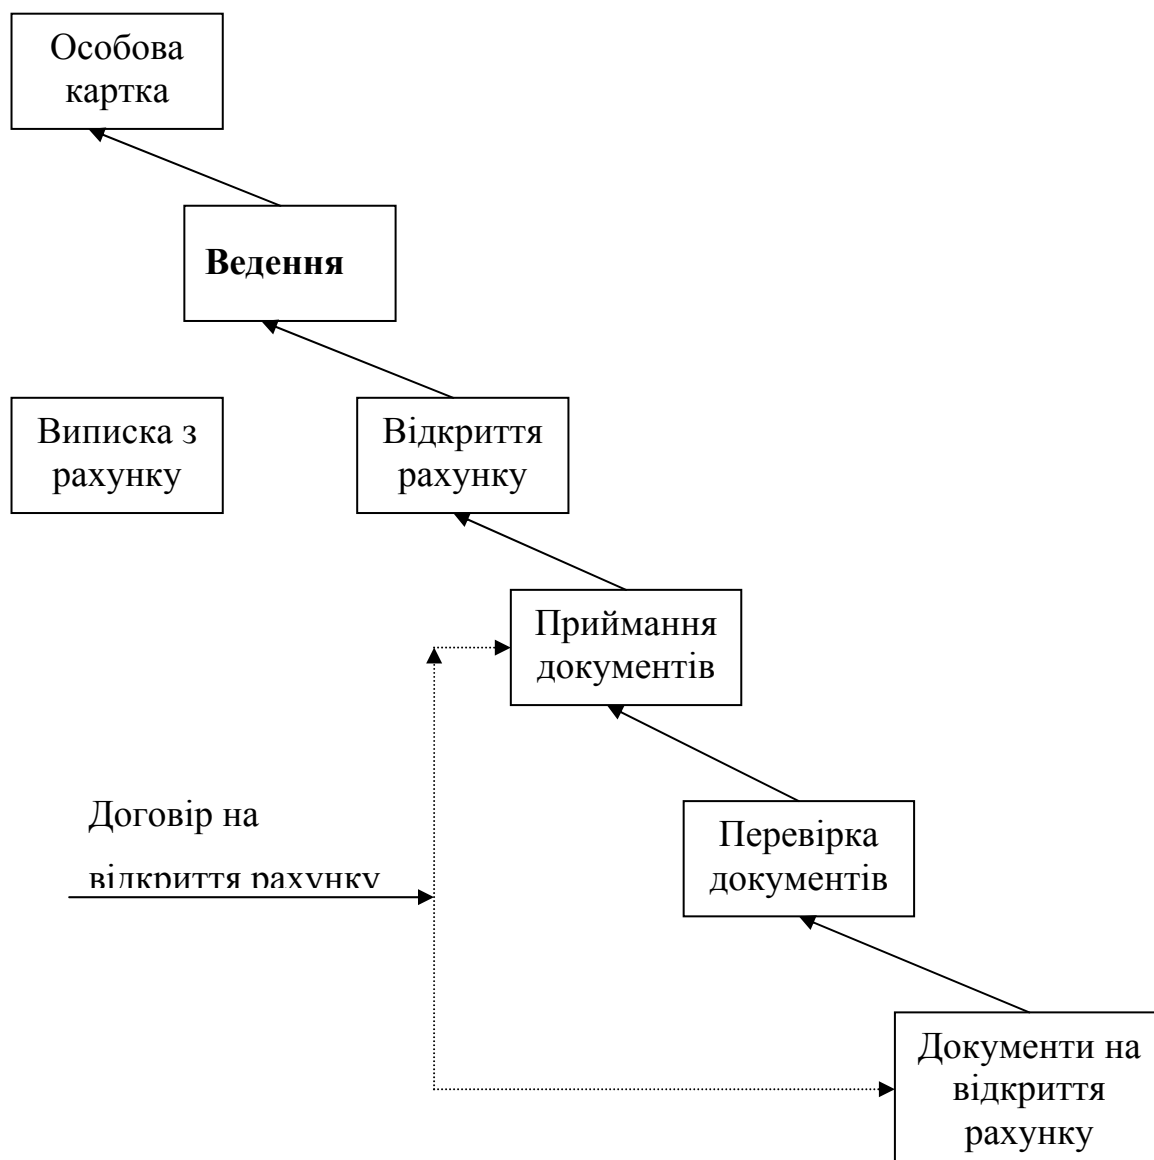 Особова
картка
Ведення
Виписка з
рахунку
Відкриття
рахунку
Приймання
документів
Договір на
відкриття рахунку
Перевірка
документів
Документи на
відкриття
рахунку